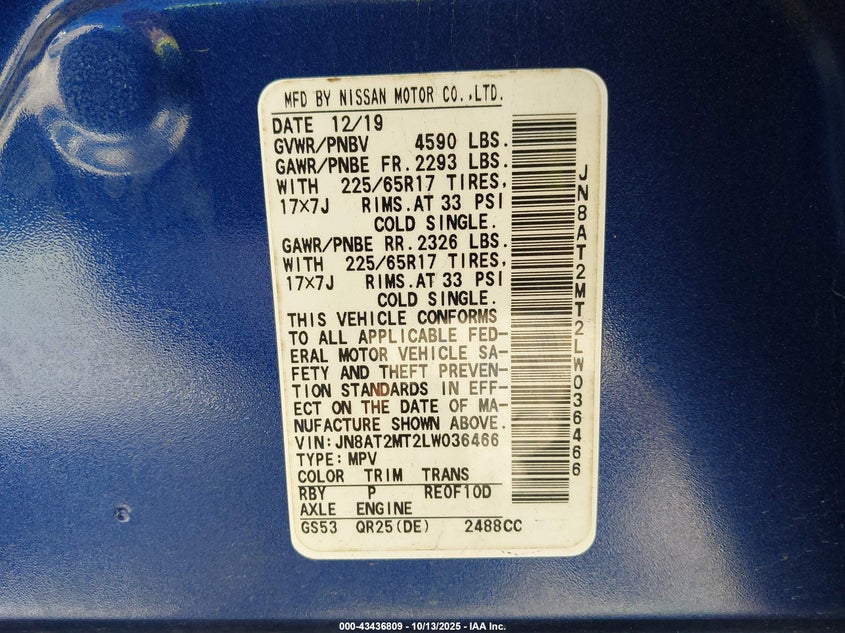 MFD BY NISSAN MOTOR CO.,LTD.
DATE 12/19
GVWR/PNBV 4590 LBS.
GAWR/PNBE FR.2293 LBS.
WITH 225/65R17 TIRES,
17×7J RIMS.AT 33 PSI
COLD SINGLE.
GAWR/PNBE RR.2326 LBS.
WITH 225/65R17 TIRES,
17×7J RIMS.AT 33 PSI
COLD SINGLE.
THIS VEHICLE CONFORMS
TO ALL APPLICABLE FED-
ERAL MOTOR VEHICLE SA-
FETY AND THEFT PREVEN-
TION STANDARDS IN EFF-
ECT ON THE DATE OF MA-
NUFACTURE SHOWN ABOVE.
VIN:JN8AT2MT2LW036466
TYPE:MPV
COLOR TRIM TRANS
RBY P RE0F10D
AXLE ENGINE
GS53 QR25(DE) 2488CC
JN8AT2MT2LW036466
000-43436809 - 10/13/2025 - IAA Inc.